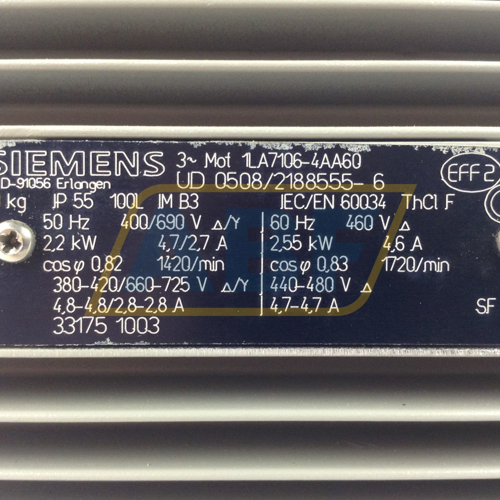 SIEMENS 3~ Mot 1LA7106-4AA60
D-91056 Erlangen UD 0508/2188555-6
EFF 2
kg IP 55 100L IM B3 IEC/EN 60034 ThCl F
50 Hz 400/690 V △/Y 60 Hz 460 V △
2,2 kW 4,7/2,7 A 2,55 kW 4,6 A
cos φ 0,82 1420/min cos φ 0,83 1720/min
380-420/660-725 V △/Y 440-480 V △
4,8-4,8/2,8-2,8 A 4,7-4,7 A SF
33175 1003